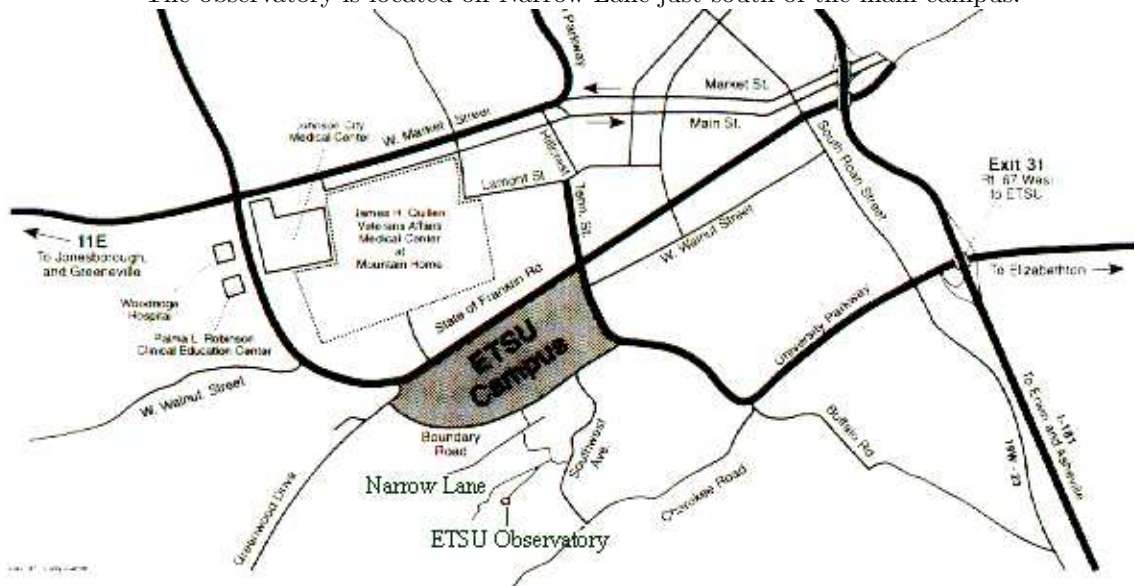 The observatory is located on Narrow Lane just south of the main campus.
Parkway
Market St.
Main St.
W. Market Street
Johnson City
Medical Center
Hillcrest
Lamont St.
South Roan Street
Exit 31
Rt. 67 West
to ETSU
Tenn. St.
James H. Quillen
Veterans Affairs
Medical Center
at
Mountain Home
W. Walnut Street
11E
To Jonesborough,
and Greeneville
To Elizabethton
Woodridge
Hospital
State of Franklin Rd
Palma L. Robinson
Clinical Education Center
ETSU
Campus
University Parkway
W. Walnut Street
Boundary
Road
Southwest
Ave.
Buffalo Rd
To Erwin and Asheville
I-181
19W - 23
Narrow Lane
Cherokee Road
Greenwood Drive
ETSU Observatory